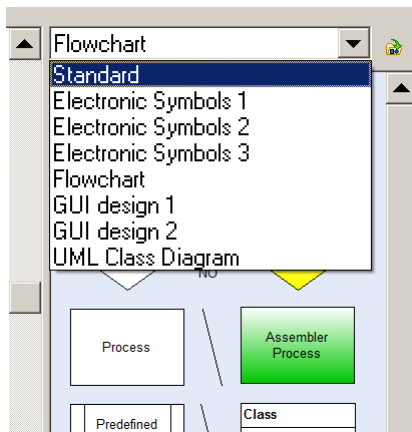 Flowchart
Standard
Electronic Symbols 1
Electronic Symbols 2
Electronic Symbols 3
Flowchart
GUI design 1
GUI design 2
UML Class Diagram
NO
Process
Assembler
Process
Predefined
Class